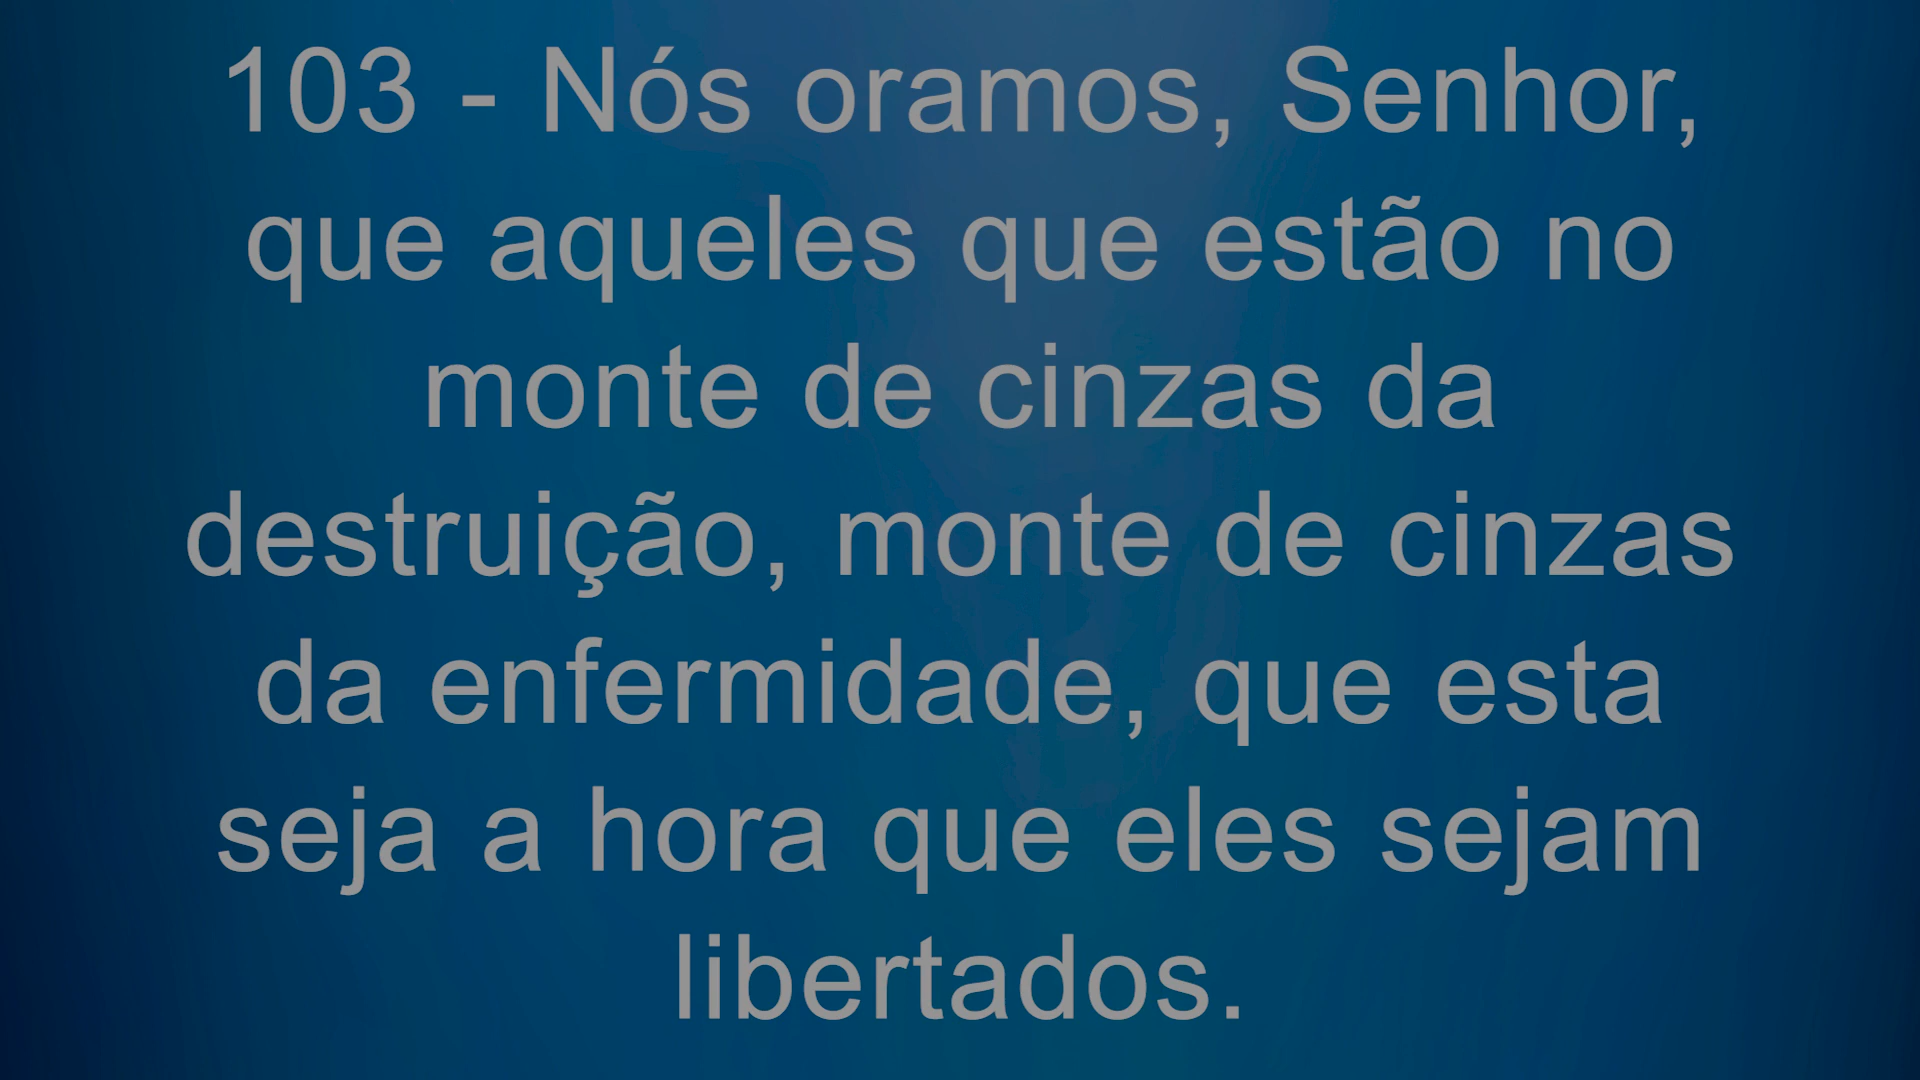 103 - Nós oramos, Senhor,
que aqueles que estão no
monte de cinzas da
destruição, monte de cinzas
da enfermidade, que esta
seja a hora que eles sejam
libertados.